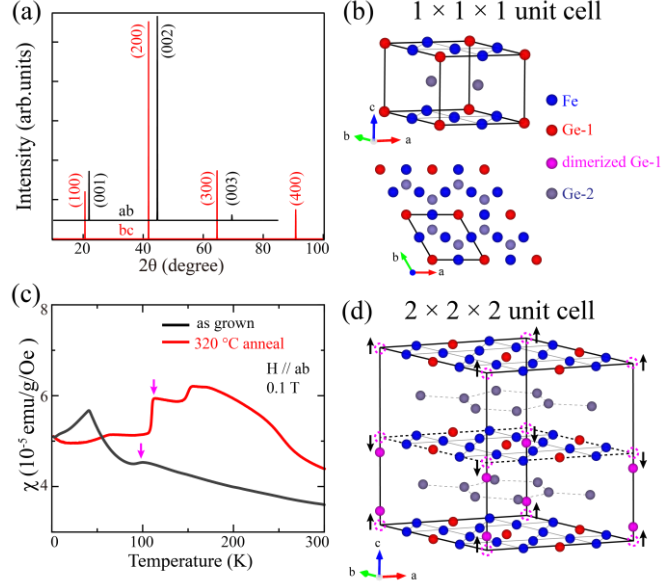 (a)
Intensity (arb.units)
(100)
(001)
(200)
(002)
(300)
(003)
(400)
ab
bc
10 20 40 60 80 100
2θ (degree)
(b) 1 × 1 × 1 unit cell
c
b
a
Fe
Ge-1
dimerized Ge-1
Ge-2
b
a
(c)
as grown
320 °C anneal
H // ab
0.1 T
χ (10⁻⁵ emu/g/Oe)
8
6
5
4
0 100 200 300
Temperature (K)
(d) 2 × 2 × 2 unit cell
c
b
a